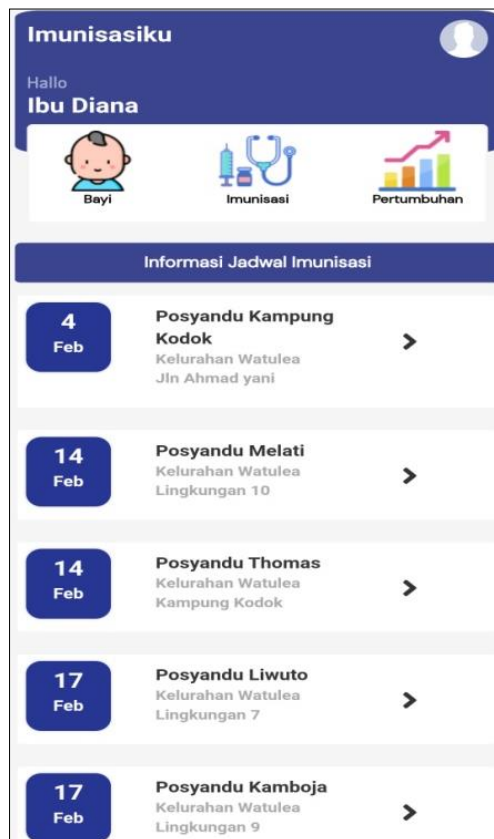 Imunisasiku
Hallo
Ibu Diana
Bayi
Imunisasi
Pertumbuhan
Informasi Jadwal Imunisasi
4
Feb
Posyandu Kampung
Kodok
Kelurahan Watulea
Jln Ahmad yani
14
Feb
Posyandu Melati
Kelurahan Watulea
Lingkungan 10
14
Feb
Posyandu Thomas
Kelurahan Watulea
Kampung Kodok
17
Feb
Posyandu Liwuto
Kelurahan Watulea
Lingkungan 7
17
Feb
Posyandu Kamboja
Kelurahan Watulea
Lingkungan 9